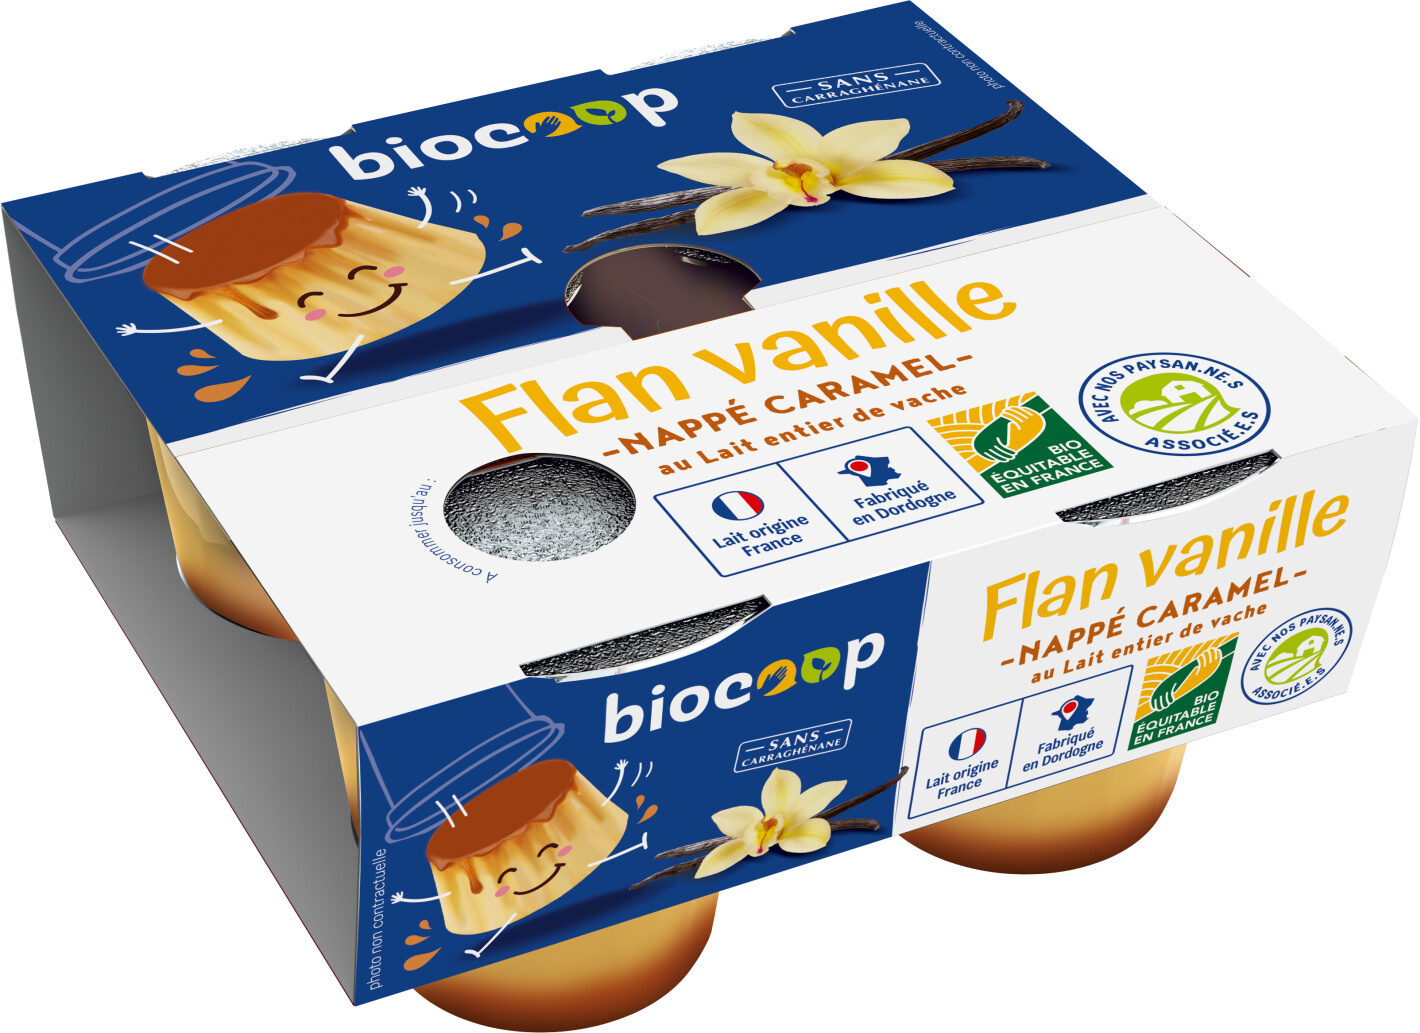 SANS
CARRAGHÉNANE
photo non contractuelle
biocoop
Flan vanille
-NAPPÉ CARAMEL-
au Lait entier de vache
AVEC NOS PAYSAN.NE.S
ASSOCIÉ.E.S
BIO
ÉQUITABLE
EN FRANCE
Lait origine
France
Fabriqué
en Dordogne
A consommer jusqu'au :
biocoop
SANS
CARRAGHÉNANE
photo non contractuelle
Flan vanille
-NAPPÉ CARAMEL-
au Lait entier de vache
AVEC NOS PAYSAN.NE.S
ASSOCIÉ.E.S
BIO
ÉQUITABLE
EN FRANCE
Lait origine
France
Fabriqué
en Dordogne